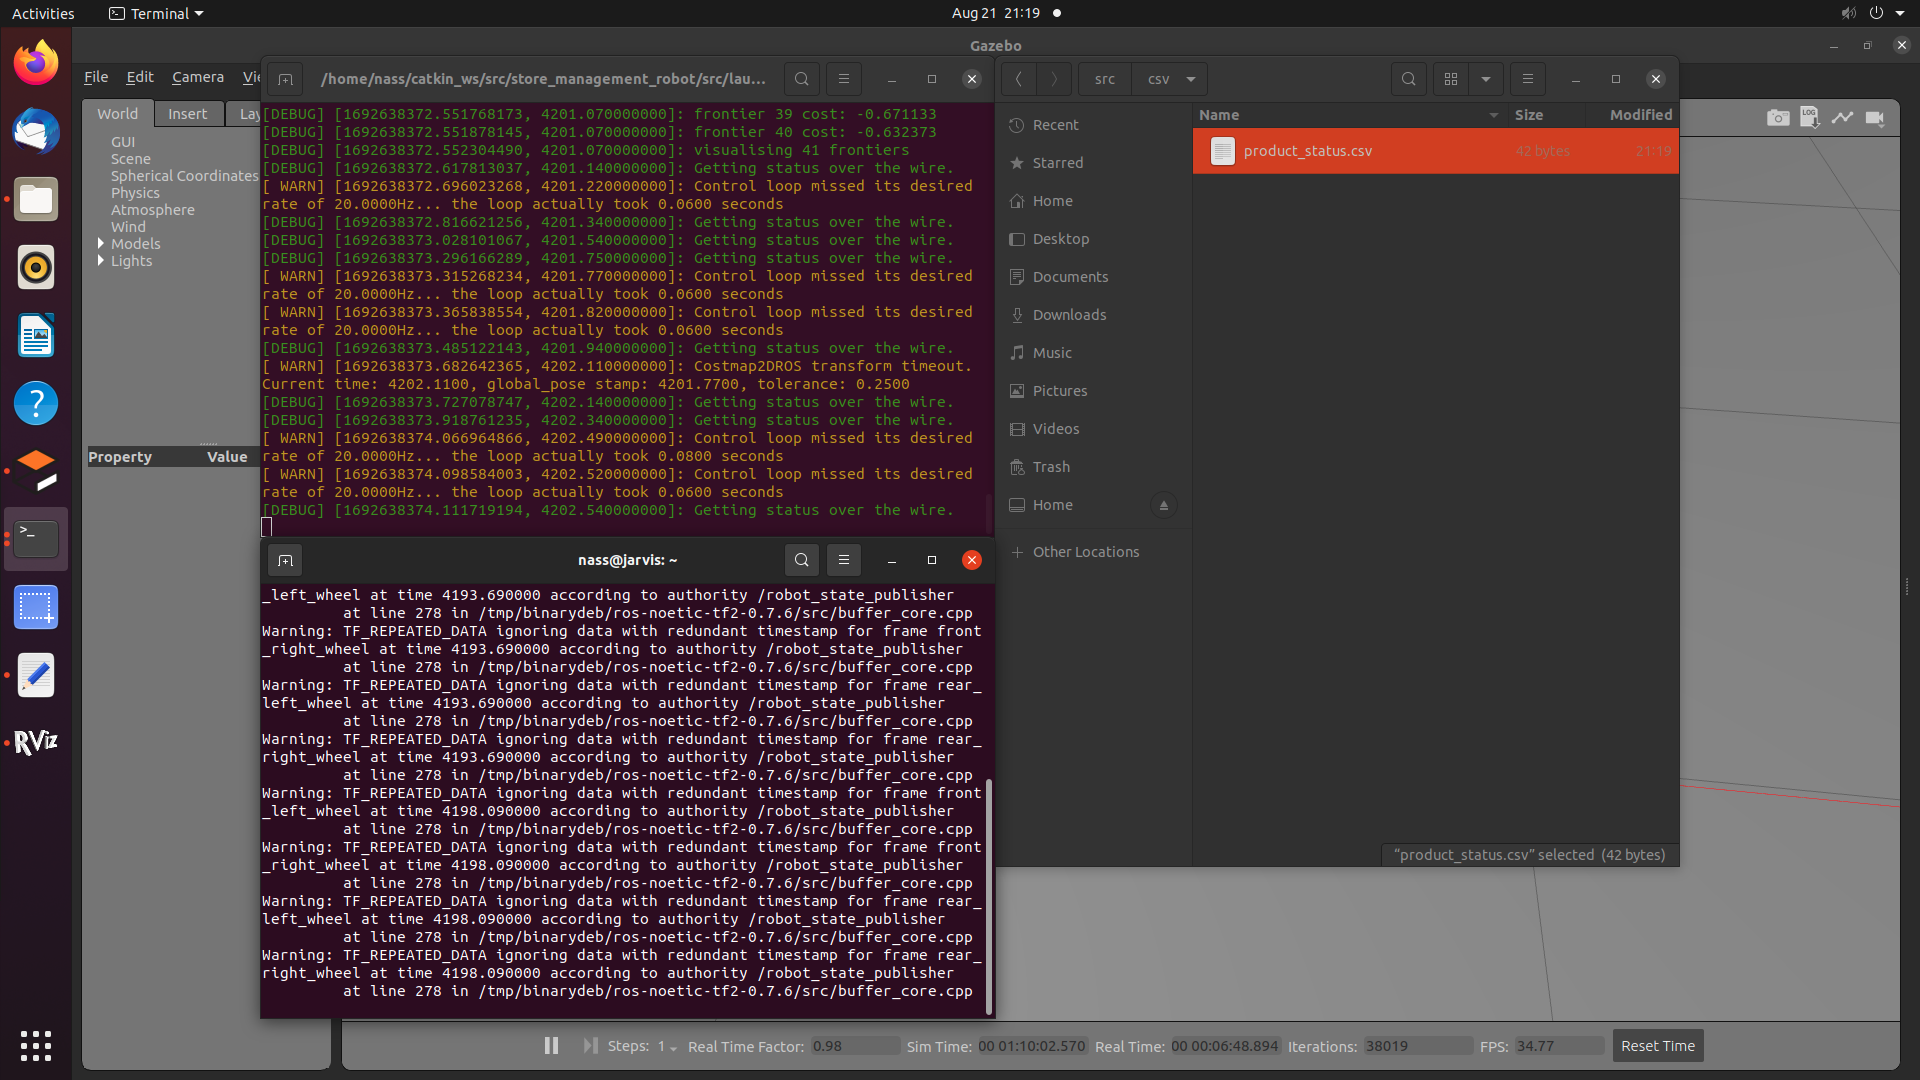 Activities
Terminal
Aug 21 21:19
Gazebo
File Edit Camera Vie
World Insert Lay
GUI
Scene
Spherical Coordinates
Physics
Atmosphere
Wind
Models
Lights
Property Value
/home/nass/catkin_ws/src/store_management_robot/src/lau...
[DEBUG] [1692638372.551768173, 4201.070000000]: frontier 39 cost: -0.671133
[DEBUG] [1692638372.551878145, 4201.070000000]: frontier 40 cost: -0.632373
[DEBUG] [1692638372.552304490, 4201.070000000]: visualising 41 frontiers
[DEBUG] [1692638372.617813037, 4201.140000000]: Getting status over the wire.
[ WARN] [1692638372.696023268, 4201.220000000]: Control loop missed its desired
rate of 20.0000Hz... the loop actually took 0.0600 seconds
[DEBUG] [1692638372.816621256, 4201.340000000]: Getting status over the wire.
[DEBUG] [1692638373.028101067, 4201.540000000]: Getting status over the wire.
[DEBUG] [1692638373.296166289, 4201.750000000]: Getting status over the wire.
[ WARN] [1692638373.315268234, 4201.770000000]: Control loop missed its desired
rate of 20.0000Hz... the loop actually took 0.0600 seconds
[ WARN] [1692638373.365838554, 4201.820000000]: Control loop missed its desired
rate of 20.0000Hz... the loop actually took 0.0600 seconds
[DEBUG] [1692638373.485122143, 4201.940000000]: Getting status over the wire.
[ WARN] [1692638373.682642365, 4202.110000000]: Costmap2DROS transform timeout.
Current time: 4202.1100, global_pose stamp: 4201.7700, tolerance: 0.2500
[DEBUG] [1692638373.727078747, 4202.140000000]: Getting status over the wire.
[DEBUG] [1692638373.918761235, 4202.340000000]: Getting status over the wire.
[ WARN] [1692638374.066964866, 4202.490000000]: Control loop missed its desired
rate of 20.0000Hz... the loop actually took 0.0800 seconds
[ WARN] [1692638374.098584003, 4202.520000000]: Control loop missed its desired
rate of 20.0000Hz... the loop actually took 0.0600 seconds
[DEBUG] [1692638374.111719194, 4202.540000000]: Getting status over the wire.
nass@jarvis: ~
_left_wheel at time 4193.690000 according to authority /robot_state_publisher
at line 278 in /tmp/binarydeb/ros-noetic-tf2-0.7.6/src/buffer_core.cpp
Warning: TF_REPEATED_DATA ignoring data with redundant timestamp for frame front
_right_wheel at time 4193.690000 according to authority /robot_state_publisher
at line 278 in /tmp/binarydeb/ros-noetic-tf2-0.7.6/src/buffer_core.cpp
Warning: TF_REPEATED_DATA ignoring data with redundant timestamp for frame rear_
left_wheel at time 4193.690000 according to authority /robot_state_publisher
at line 278 in /tmp/binarydeb/ros-noetic-tf2-0.7.6/src/buffer_core.cpp
Warning: TF_REPEATED_DATA ignoring data with redundant timestamp for frame rear_
right_wheel at time 4193.690000 according to authority /robot_state_publisher
at line 278 in /tmp/binarydeb/ros-noetic-tf2-0.7.6/src/buffer_core.cpp
Warning: TF_REPEATED_DATA ignoring data with redundant timestamp for frame front
_left_wheel at time 4198.090000 according to authority /robot_state_publisher
at line 278 in /tmp/binarydeb/ros-noetic-tf2-0.7.6/src/buffer_core.cpp
Warning: TF_REPEATED_DATA ignoring data with redundant timestamp for frame front
_right_wheel at time 4198.090000 according to authority /robot_state_publisher
at line 278 in /tmp/binarydeb/ros-noetic-tf2-0.7.6/src/buffer_core.cpp
Warning: TF_REPEATED_DATA ignoring data with redundant timestamp for frame rear_
left_wheel at time 4198.090000 according to authority /robot_state_publisher
at line 278 in /tmp/binarydeb/ros-noetic-tf2-0.7.6/src/buffer_core.cpp
Warning: TF_REPEATED_DATA ignoring data with redundant timestamp for frame rear_
right_wheel at time 4198.090000 according to authority /robot_state_publisher
at line 278 in /tmp/binarydeb/ros-noetic-tf2-0.7.6/src/buffer_core.cpp
src csv
Recent
Starred
Home
Desktop
Documents
Downloads
Music
Pictures
Videos
Trash
Home
Other Locations
Name Size Modified
product_status.csv 42 bytes 21:19
“product_status.csv” selected (42 bytes)
LOG
RViz
Steps: 1 Real Time Factor: 0.98 Sim Time: 00 01:10:02.570 Real Time: 00 00:06:48.894 Iterations: 38019 FPS: 34.77 Reset Time